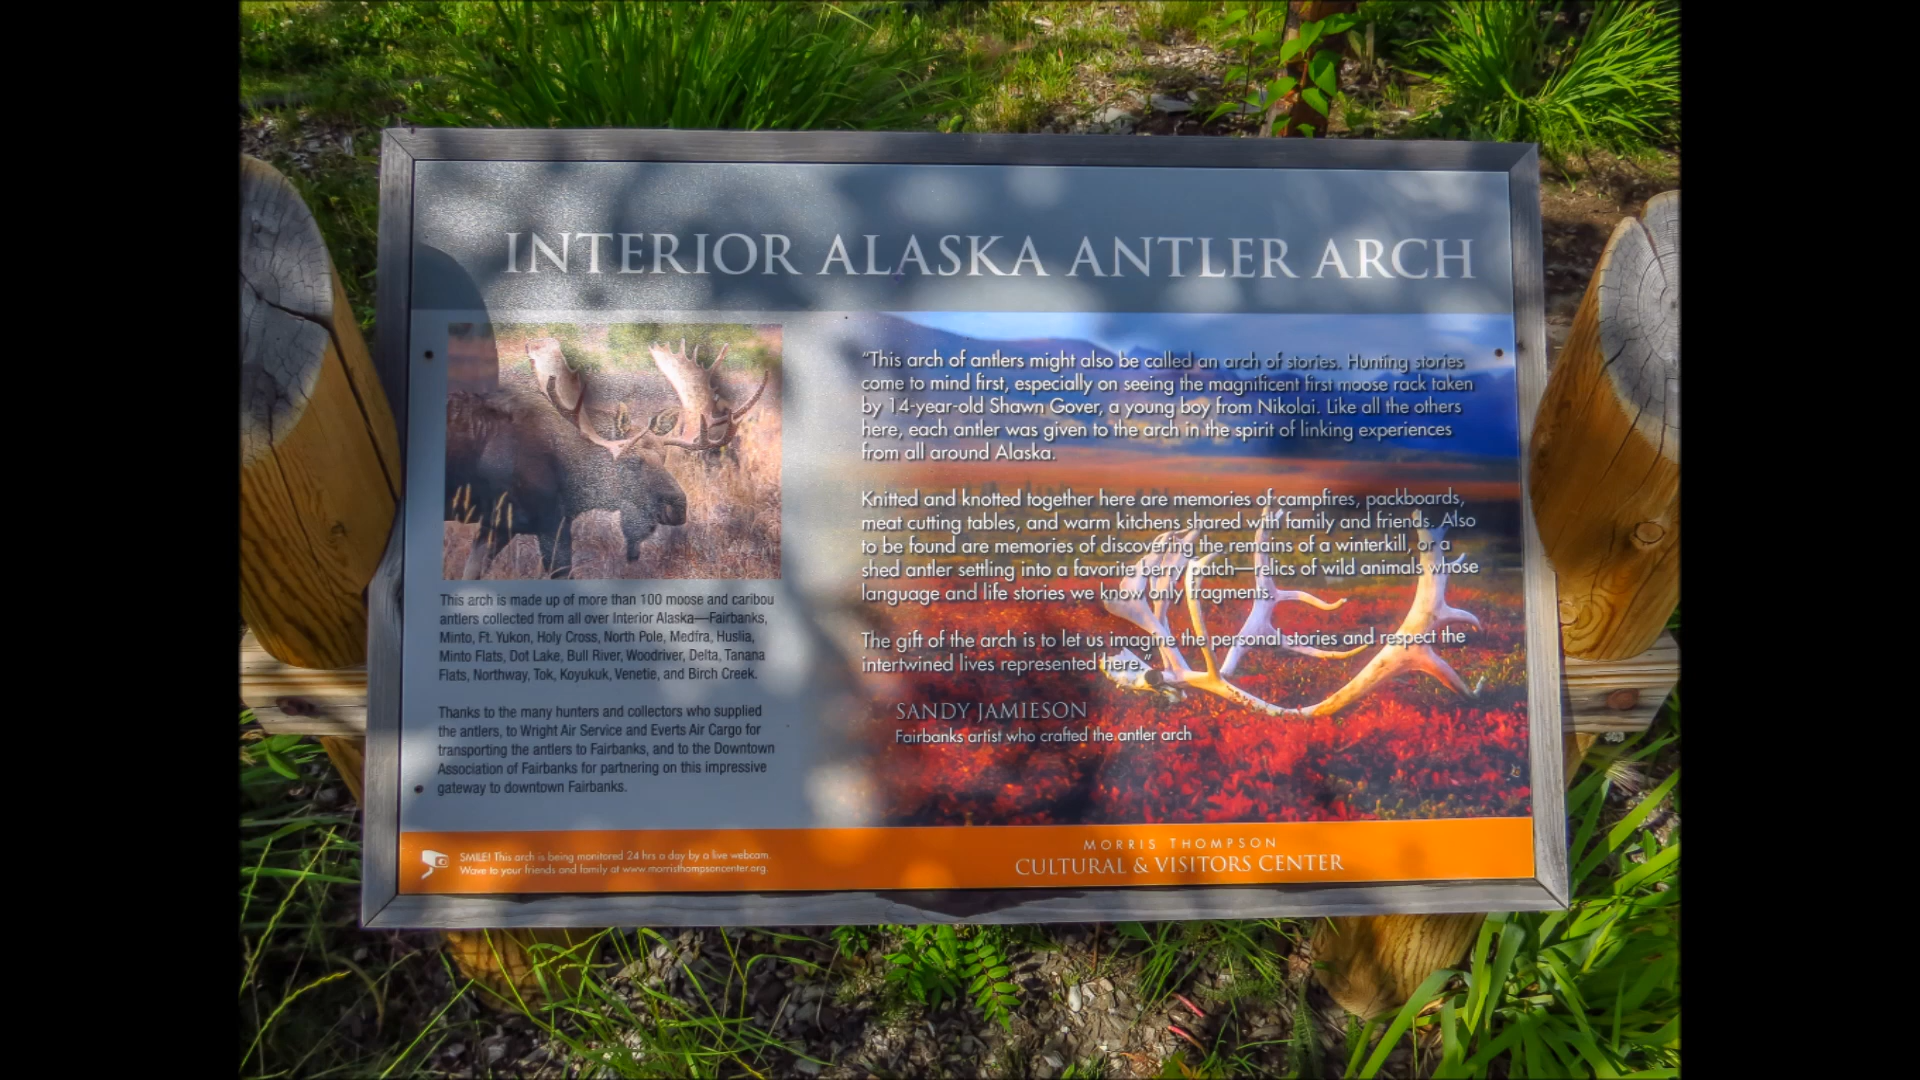 INTERIOR ALASKA ANTLER ARCH
This arch is made up of more than 100 moose and caribou
antlers collected from all over Interior Alaska—Fairbanks,
Minto, Ft. Yukon, Holy Cross, North Pole, Medfra, Huslia,
Minto Flats, Dot Lake, Bull River, Woodriver, Delta, Tanana
Flats, Northway, Tok, Koyukuk, Venetie, and Birch Creek.
Thanks to the many hunters and collectors who supplied
the antlers, to Wright Air Service and Everts Air Cargo for
transporting the antlers to Fairbanks, and to the Downtown
Association of Fairbanks for partnering on this impressive
gateway to downtown Fairbanks.
“This arch of antlers might also be called an arch of stories. Hunting stories
come to mind first, especially on seeing the magnificent first moose rack taken
by 14-year-old Shawn Gover, a young boy from Nikolai. Like all the others
here, each antler was given to the arch in the spirit of linking experiences
from all around Alaska.
Knitted and knotted together here are memories of campfires, packboards,
meat cutting tables, and warm kitchens shared with family and friends. Also
to be found are memories of discovering the remains of a winterkill, or a
shed antler settling into a favorite berry patch—relics of wild animals whose
language and life stories we know only fragments.
The gift of the arch is to let us imagine the personal stories and respect the
intertwined lives represented here.”
SANDY JAMIESON
Fairbanks artist who crafted the antler arch
SMILE! This arch is being monitored 24 hrs a day by a live webcam.
Wave to your friends and family at www.morristhompsoncenter.org.
MORRIS THOMPSON
CULTURAL & VISITORS CENTER